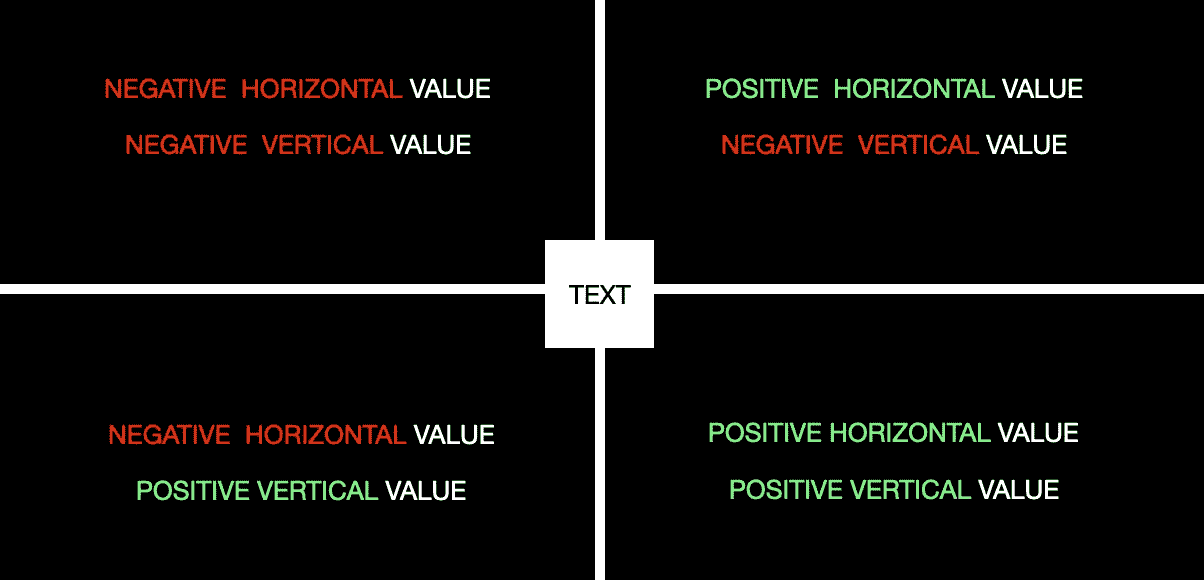 NEGATIVE HORIZONTAL VALUE
NEGATIVE VERTICAL VALUE
POSITIVE HORIZONTAL VALUE
NEGATIVE VERTICAL VALUE
TEXT
NEGATIVE HORIZONTAL VALUE
POSITIVE VERTICAL VALUE
POSITIVE HORIZONTAL VALUE
POSITIVE VERTICAL VALUE